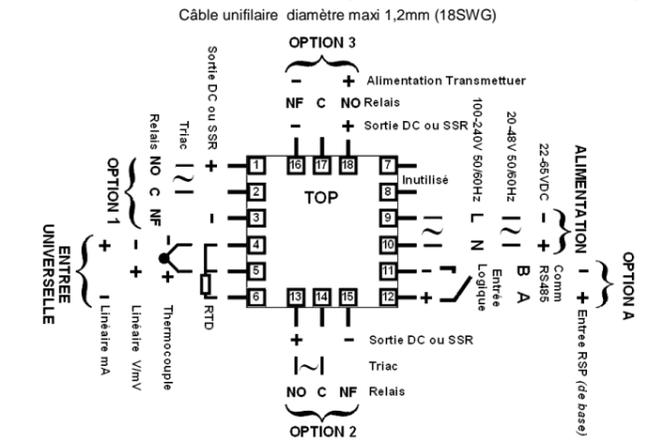 Câble unifilaire diamètre maxi 1,2mm (18SWG)
OPTION 3
− + Alimentation Transmettuer
NF C NO Relais
− + Sortie DC ou SSR
16 17 18
TOP
1
2
3
4
5
6
7
8
9
10
11
12
13 14 15
Inutilisé
Sortie DC ou SSR
+ −
Triac
|~|
Relais NO C NF
OPTION 1
ENTREE
UNIVERSELLE
+ − Linéaire mA
− + Linéaire V/mV
− + Thermocouple
RTD
|~|
100-240V 50/60Hz L N
20-48V 50/60Hz |~|
22-65VDC − +
ALIMENTATION
− +
Entrée
Logique
B A
Comm
RS485
− + Entree RSP (de base)
OPTION A
+ − Sortie DC ou SSR
|~| Triac
NO C NF Relais
OPTION 2